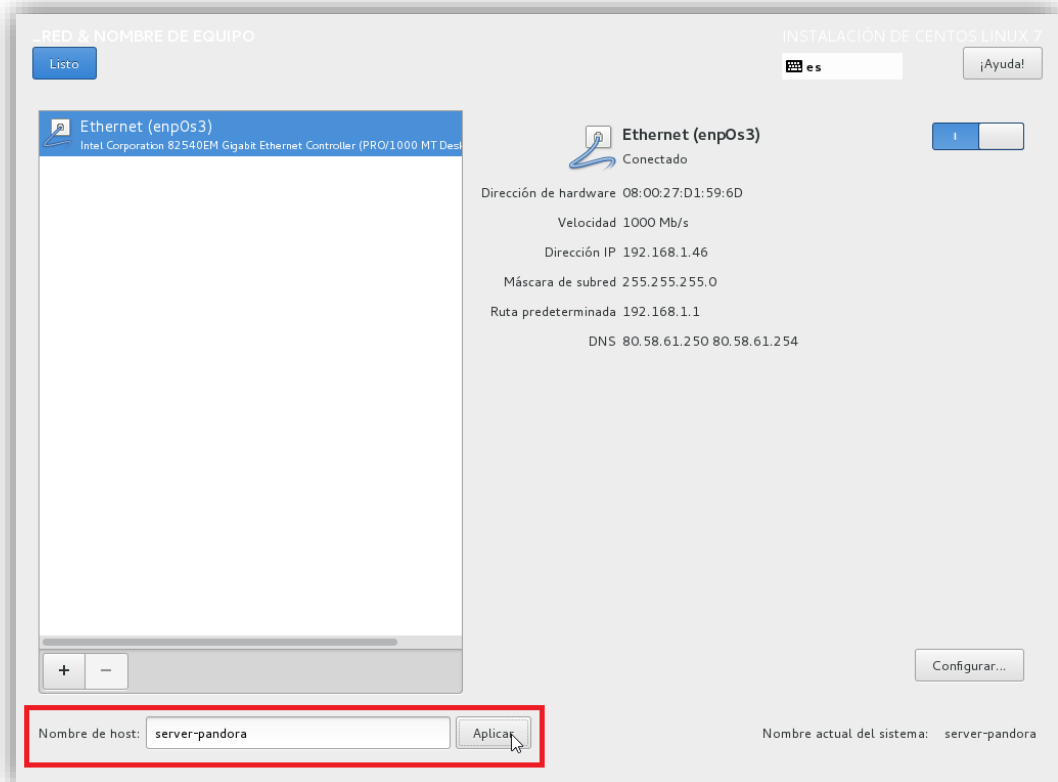 _RED & NOMBRE DE EQUIPO
INSTALACIÓN DE CENTOS LINUX 7
Listo
es
¡Ayuda!
Ethernet (enp0s3)
Intel Corporation 82540EM Gigabit Ethernet Controller (PRO/1000 MT Desk
Ethernet (enp0s3)
Conectado
Dirección de hardware 08:00:27:D1:59:6D
Velocidad 1000 Mb/s
Dirección IP 192.168.1.46
Máscara de subred 255.255.255.0
Ruta predeterminada 192.168.1.1
DNS 80.58.61.250 80.58.61.254
+ −
Configurar...
Nombre de host: server-pandora Aplicar
Nombre actual del sistema: server-pandora